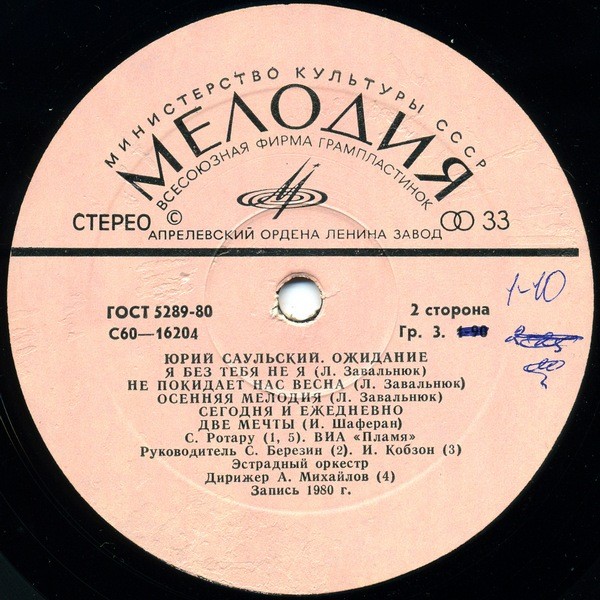 МИНИСТЕРСТВО КУЛЬТУРЫ СССР
МЕЛОДИЯ
ВСЕСОЮЗНАЯ ФИРМА ГРАМПЛАСТИНОК
СТЕРЕО © 33
АПРЕЛЕВСКИЙ ОРДЕНА ЛЕНИНА ЗАВОД
ГОСТ 5289-80 2 сторона 1-10
С60—16204 Гр. 3. 1-90
ЮРИЙ САУЛЬСКИЙ. ОЖИДАНИЕ
Я БЕЗ ТЕБЯ НЕ Я (Л. Завальнюк)
НЕ ПОКИДАЕТ НАС ВЕСНА (Л. Завальнюк)
ОСЕННЯЯ МЕЛОДИЯ (Л. Завальнюк)
СЕГОДНЯ И ЕЖЕДНЕВНО
ДВЕ МЕЧТЫ (И. Шаферан)
С. Ротару (1, 5). ВИА «Пламя»
Руководитель С. Березин (2). И. Кобзон (3)
Эстрадный оркестр
Дирижер А. Михайлов (4)
Запись 1980 г.